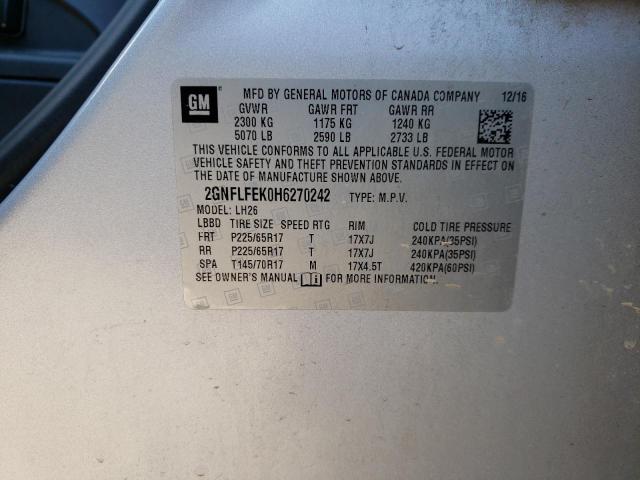 GM
MFD BY GENERAL MOTORS OF CANADA COMPANY 12/16
GVWR GAWR FRT GAWR RR
2300 KG 1175 KG 1240 KG
5070 LB 2590 LB 2733 LB
THIS VEHICLE CONFORMS TO ALL APPLICABLE U.S. FEDERAL MOTOR
VEHICLE SAFETY AND THEFT PREVENTION STANDARDS IN EFFECT ON
THE DATE OF MANUFACTURE SHOWN ABOVE.
2GNFLFEK0H6270242 TYPE: M.P.V.
MODEL: LH26
LBBD TIRE SIZE SPEED RTG RIM COLD TIRE PRESSURE
FRT P225/65R17 T 17X7J 240KPA(35PSI)
RR P225/65R17 T 17X7J 240KPA(35PSI)
SPA T145/70R17 M 17X4.5T 420KPA(60PSI)
SEE OWNER'S MANUAL FOR MORE INFORMATION.